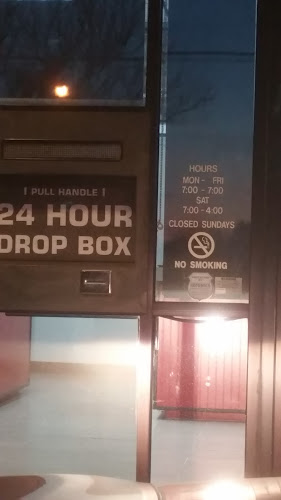 | PULL HANDLE |
24 HOUR
DROP BOX
HOURS
MON - FRI
7:00 - 7:00
SAT
7:00 - 4:00
CLOSED SUNDAYS
NO SMOKING